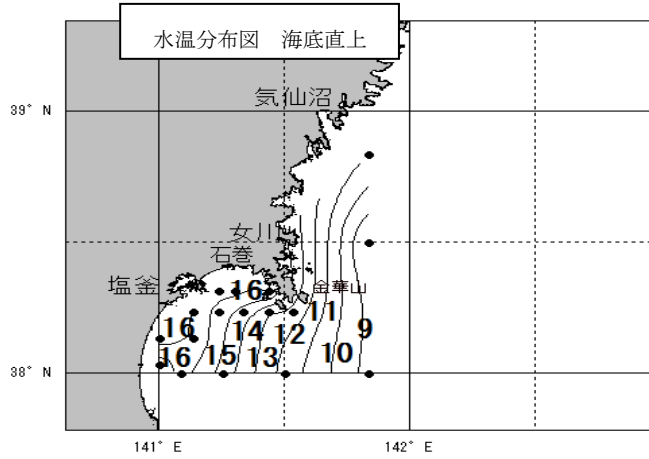 水温分布図 海底直上
39° N
気仙沼
女川
石巻
塩釜
16
金華山
11
16
14
12
9
16
15
13
10
38° N
141° E
142° E